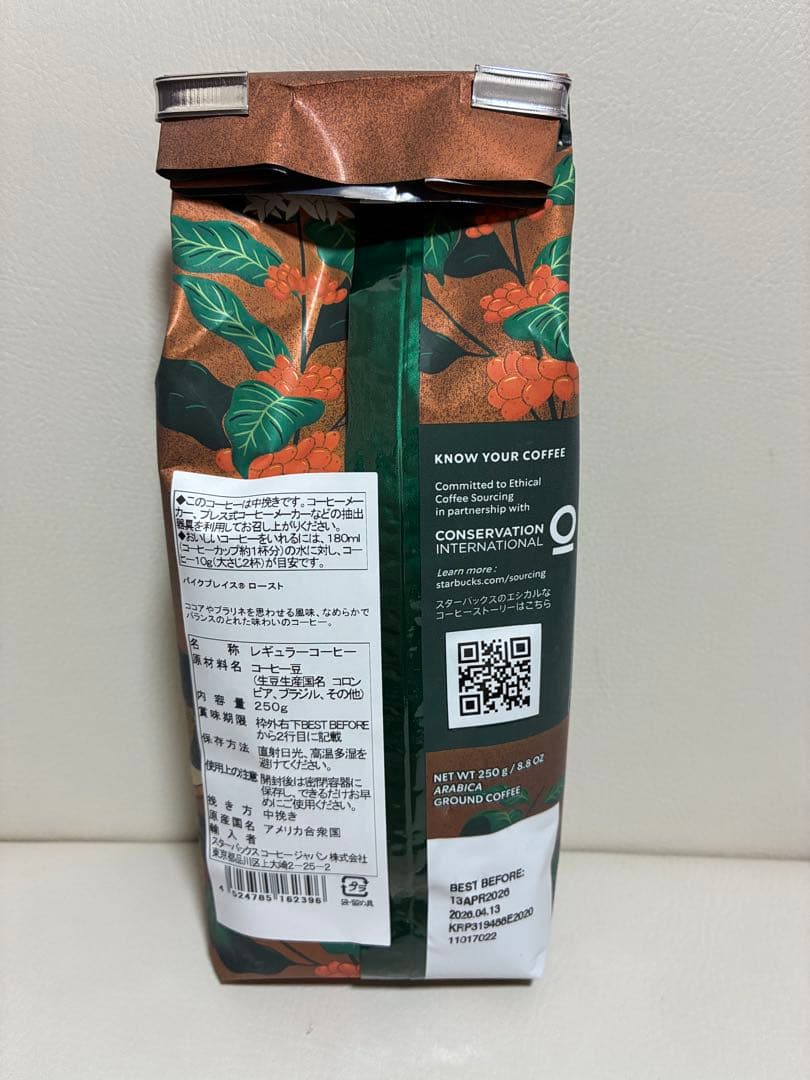 ◆このコーヒーは中挽きです。コーヒーメー
カー、プレス式コーヒーメーカーなどの抽出
器具を利用してお召し上がりください。
◆おいしいコーヒーをいれるには、180ml
(コーヒーカップ約1杯分)の水に対し、コー
ヒー10g(大さじ2杯)が目安です。
パイクプレイス® ロースト
ココアやプラリネを思わせる風味、なめらかで
バランスのとれた味わいのコーヒー。
名 称 レギュラーコーヒー
原材料名 コーヒー豆
(生豆生産国名 コロン
ビア、ブラジル、その他)
内容量 250g
賞味期限 枠外右下BEST BEFORE
から2行目に記載
保存方法 直射日光、高温多湿を
避けてください。
使用上の注意 開封後は密閉容器に
保存し、できるだけお早
めにご使用ください。
挽き方 中挽き
原産国名 アメリカ合衆国
輸入者
スターバックス コーヒー ジャパン 株式会社
東京都品川区上大崎2-25-2
4 524785 162396
プラ
袋・留め具
KNOW YOUR COFFEE
Committed to Ethical
Coffee Sourcing
in partnership with
CONSERVATION
INTERNATIONAL
Learn more :
starbucks.com/sourcing
スターバックスのエシカルな
コーヒーストーリーはこちら
NET WT 250 g / 8.8 OZ
ARABICA
GROUND COFFEE
BEST BEFORE:
13APR2026
2026.04.13
KRP319486E2020
11017022